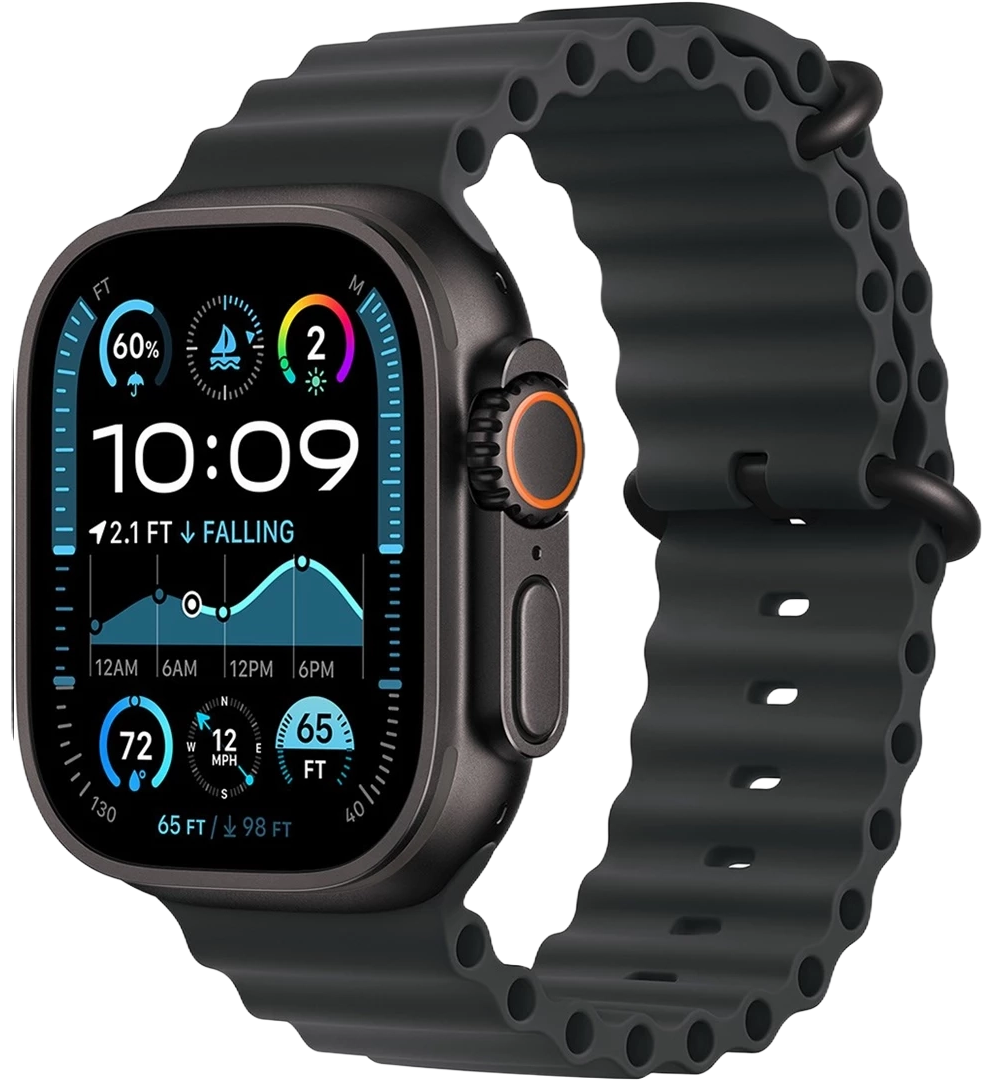 FT M
60% 2
10:09
2.1 FT ↓ FALLING
12AM 6AM 12PM 6PM
72 N W 12 E MPH S 65 FT
130 40
65 FT / ↓ 98 FT